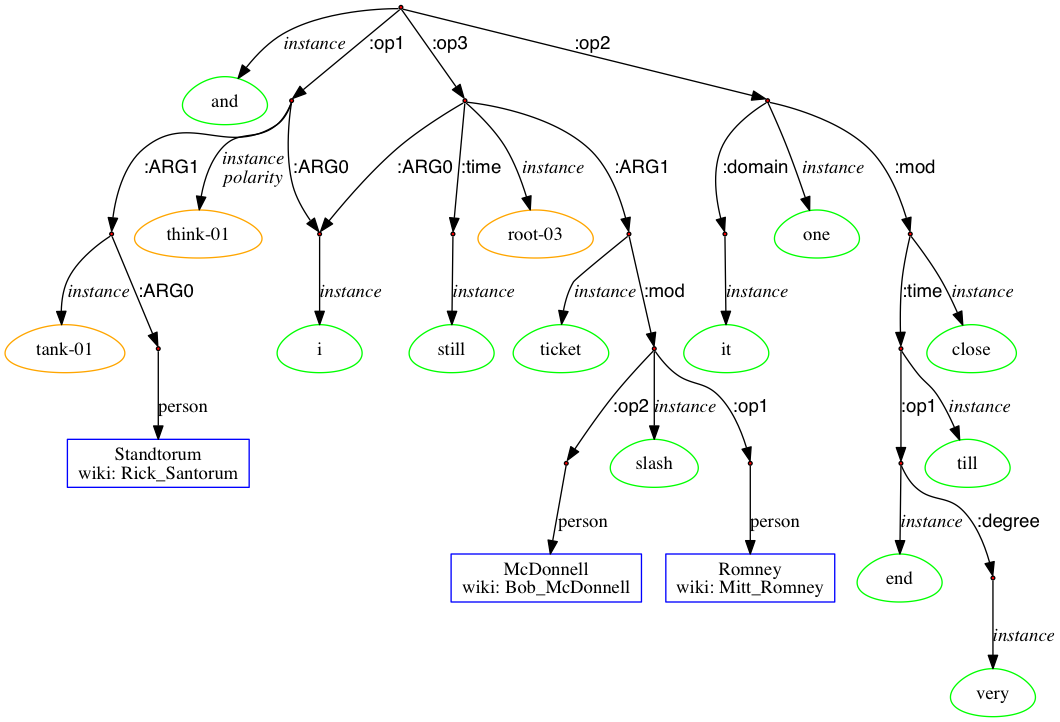 instance :op1 :op3 :op2
and
:ARG1 instance :ARG0 :ARG0 :time instance :ARG1 :domain instance :mod
polarity
think-01 root-03 one
instance :ARG0 instance instance instance :mod instance :time instance
tank-01 i still ticket it close
person :op2 instance :op1 :op1 instance
Standtorum slash till
wiki: Rick_Santorum
person person instance :degree
McDonnell Romney end
wiki: Bob_McDonnell wiki: Mitt_Romney
instance
very